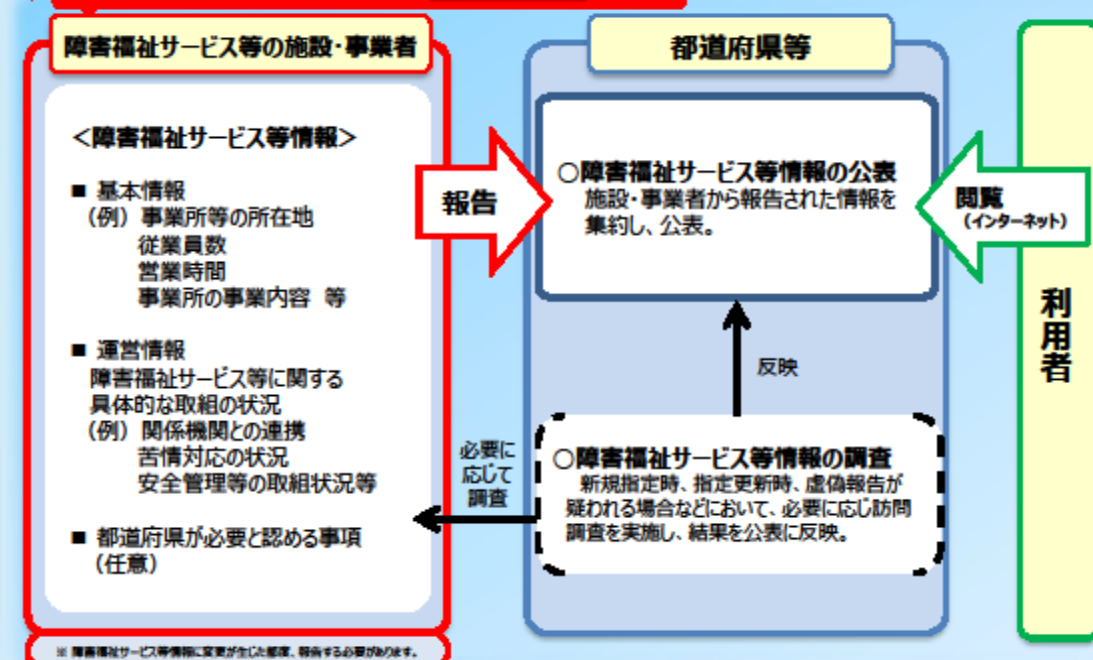 障害福祉サービス等の施設・事業者
<障害福祉サービス等情報>
■ 基本情報
(例)事業所等の所在地
従業員数
営業時間
事業所の事業内容 等
■ 運営情報
障害福祉サービス等に関する
具体的な取組の状況
(例)関係機関との連携
苦情対応の状況
安全管理等の取組状況等
■ 都道府県が必要と認める事項
(任意)
※ 障害福祉サービス等情報に変更が生じた都度、報告する必要があります。
報告
必要に
応じて
調査
都道府県等
○障害福祉サービス等情報の公表
施設・事業者から報告された情報を
集約し、公表。
反映
○障害福祉サービス等情報の調査
新規指定時、指定更新時、虚偽報告が
疑われる場合などにおいて、必要に応じ訪問
調査を実施し、結果を公表に反映。
閲覧
(インターネット)
利用者